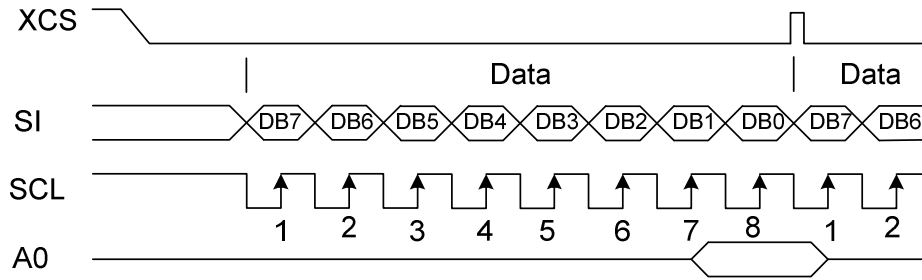 XCS
Data Data
SI DB7 DB6 DB5 DB4 DB3 DB2 DB1 DB0 DB7 DB6
SCL
1 2 3 4 5 6 7 8 1 2
A0